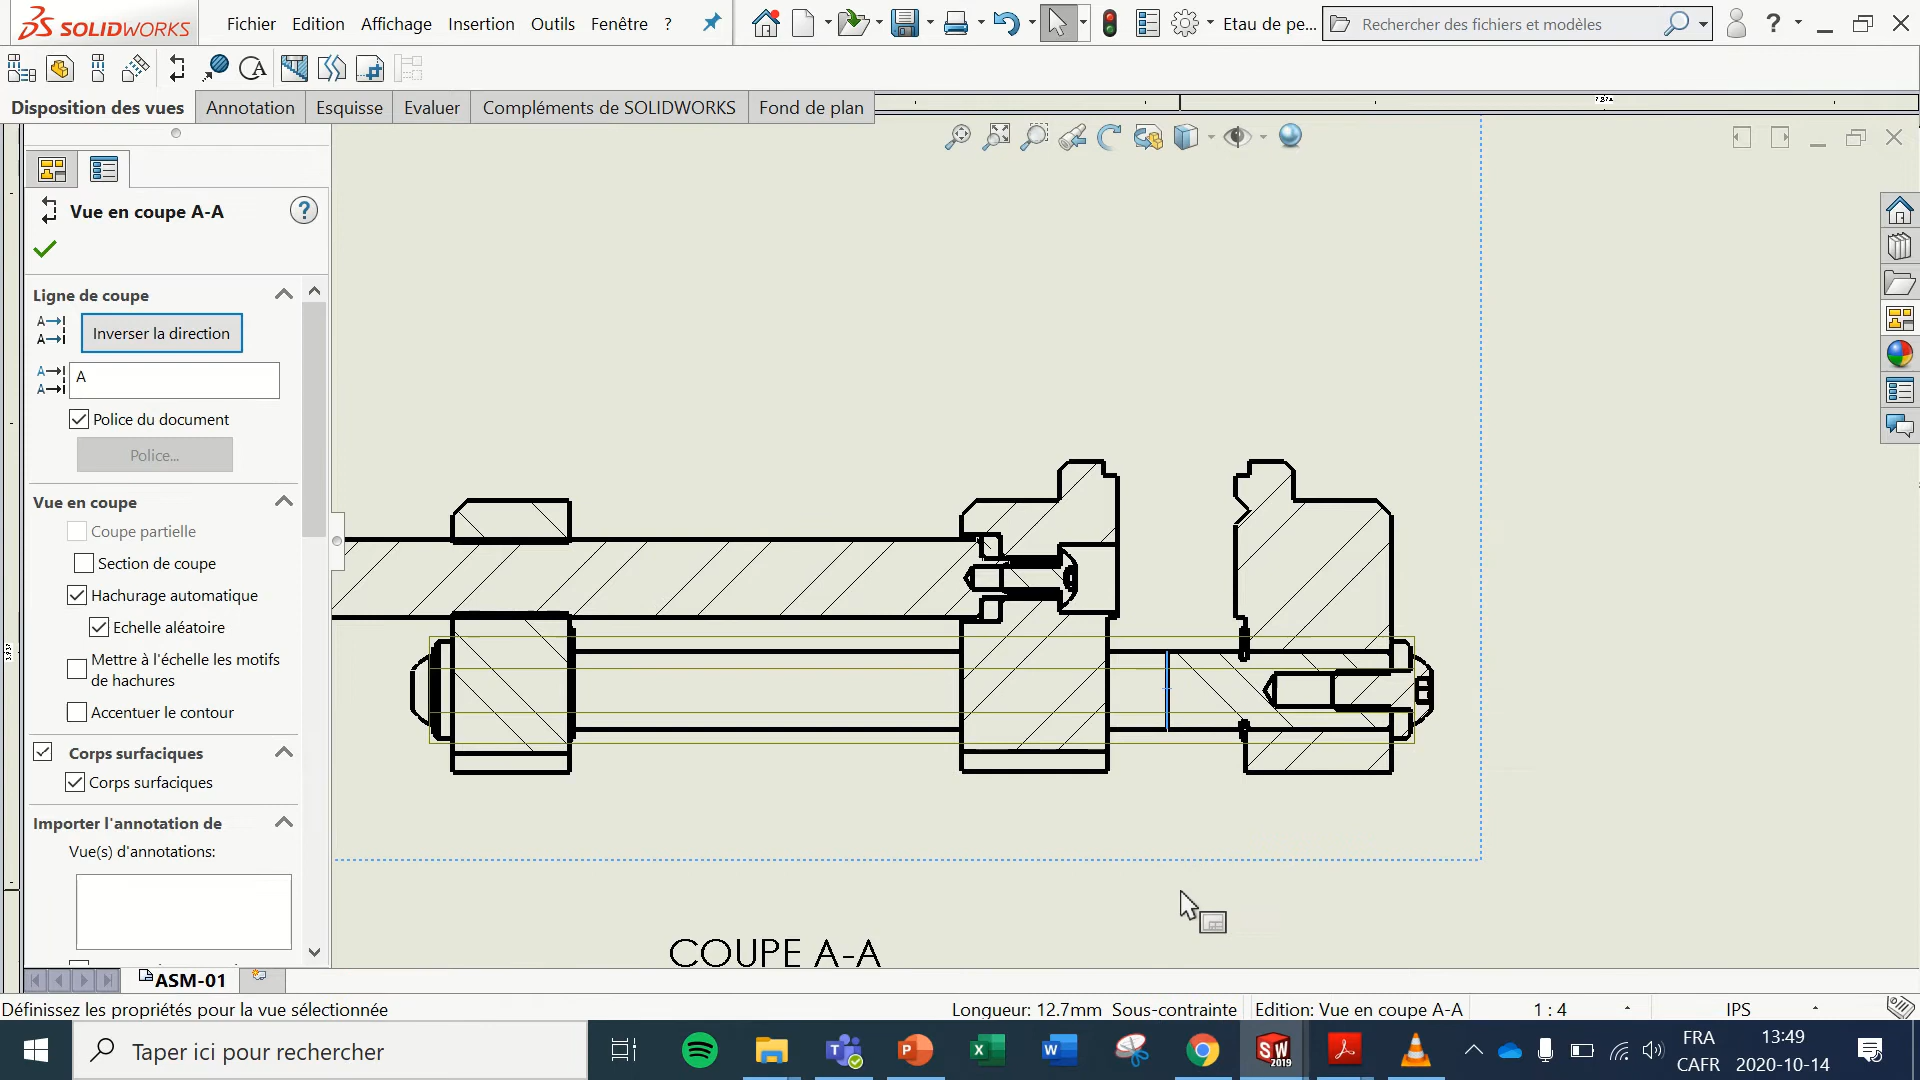 SOLIDWORKS
Fichier Edition Affichage Insertion Outils Fenêtre ?
Etau de pe...
Rechercher des fichiers et modèles
?
Disposition des vues Annotation Esquisse Evaluer Compléments de SOLIDWORKS Fond de plan
Vue en coupe A-A
?
Ligne de coupe
Inverser la direction
A
Police du document
Police...
Vue en coupe
Coupe partielle
Section de coupe
Hachurage automatique
Echelle aléatoire
Mettre à l'échelle les motifs
de hachures
Accentuer le contour
Corps surfaciques
Corps surfaciques
Importer l'annotation de
Vue(s) d'annotations:
COUPE A-A
ASM-01
Définissez les propriétés pour la vue sélectionnée
Longueur: 12.7mm Sous-contrainte
Edition: Vue en coupe A-A
1 : 4
IPS
Taper ici pour rechercher
SW
2019
FRA
CAFR
13:49
2020-10-14